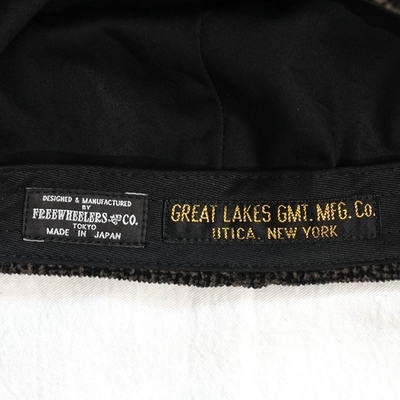 DESIGNED & MANUFACTURED
BY
FREEWHEELERS AND CO.
TOKYO
MADE IN JAPAN
GREAT LAKES GMT. MFG. Co.
UTICA, NEW YORK